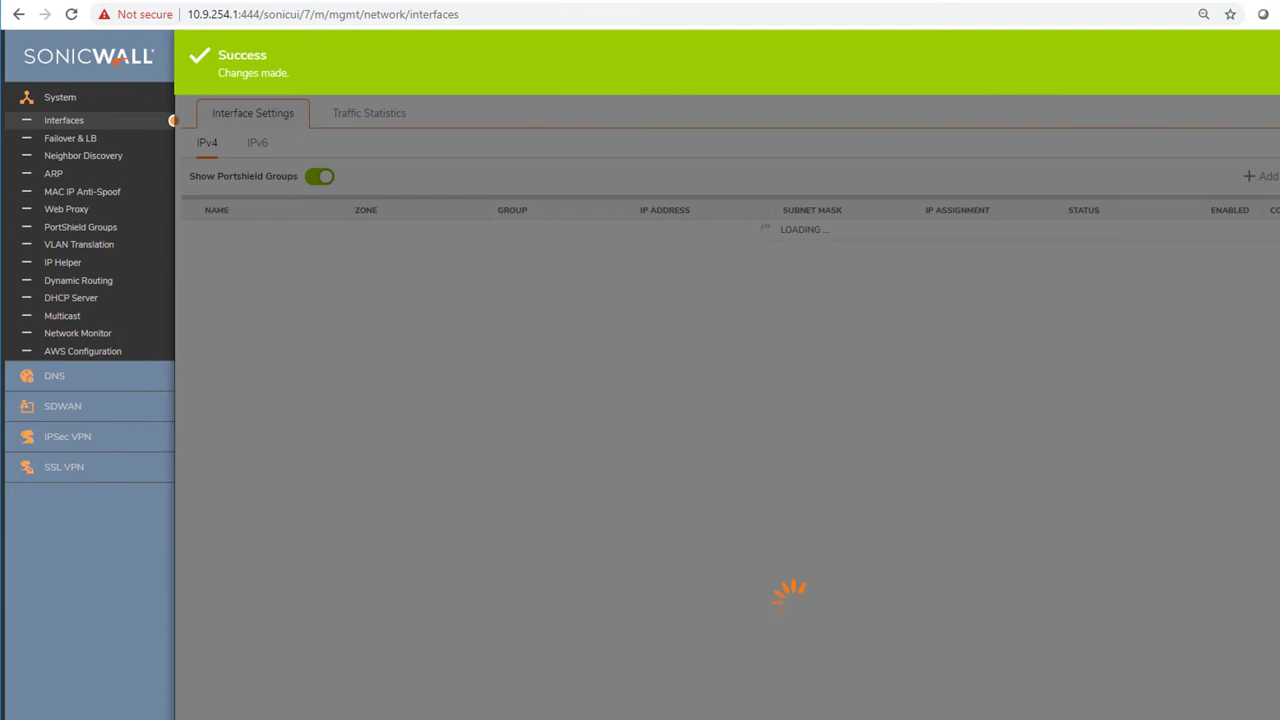 Not secure
10.9.254.1:444/sonicui/7/m/mgmt/network/interfaces
SONICWALL
Success
Changes made.
System
Interfaces
Failover & LB
Neighbor Discovery
ARP
MAC IP Anti-Spoof
Web Proxy
PortShield Groups
VLAN Translation
IP Helper
Dynamic Routing
DHCP Server
Multicast
Network Monitor
AWS Configuration
DNS
SDWAN
IPSec VPN
SSL VPN
Interface Settings
Traffic Statistics
IPv4
IPv6
Show Portshield Groups
Add
NAME ZONE GROUP IP ADDRESS SUBNET MASK IP ASSIGNMENT STATUS ENABLED CO
LOADING ...